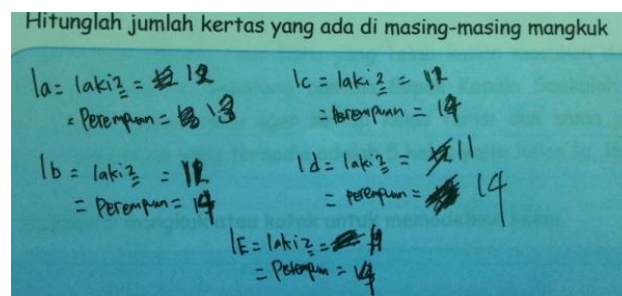 Hitunglah jumlah kertas yang ada di masing-masing mangkuk
1a = laki2 = 12
= Perempuan = 13
1c = laki2 = 12
= Perempuan = 14
1b = laki2 = 12
= Perempuan = 14
1d = laki2 = 11
= Perempuan = 14
1E = laki2 = 11
= Perempuan = 14